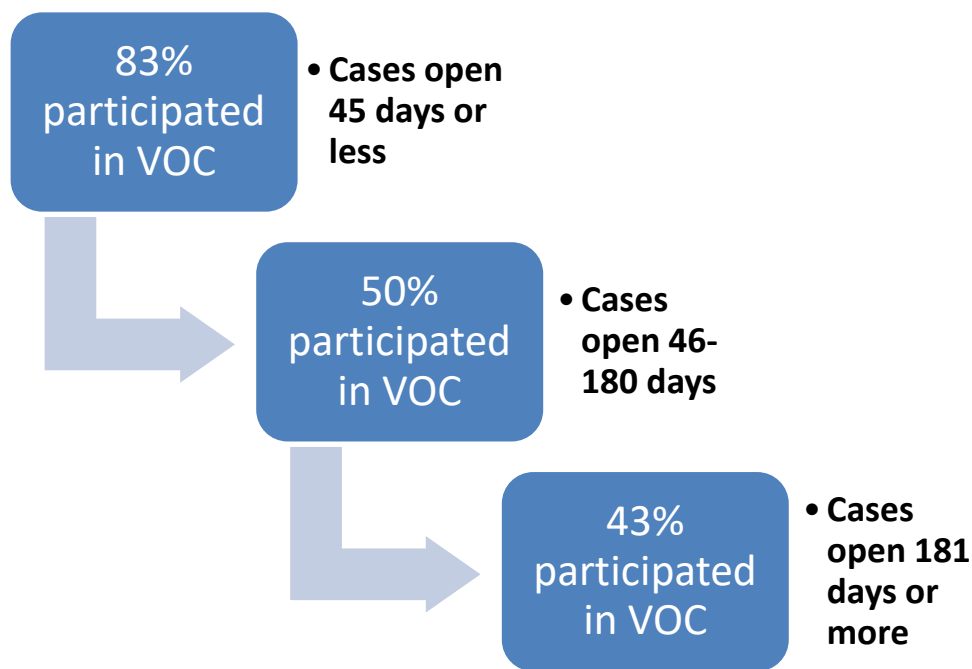 83%
participated
in VOC
• Cases open
45 days or
less
50%
participated
in VOC
• Cases
open 46-
180 days
43%
participated
in VOC
• Cases
open 181
days or
more